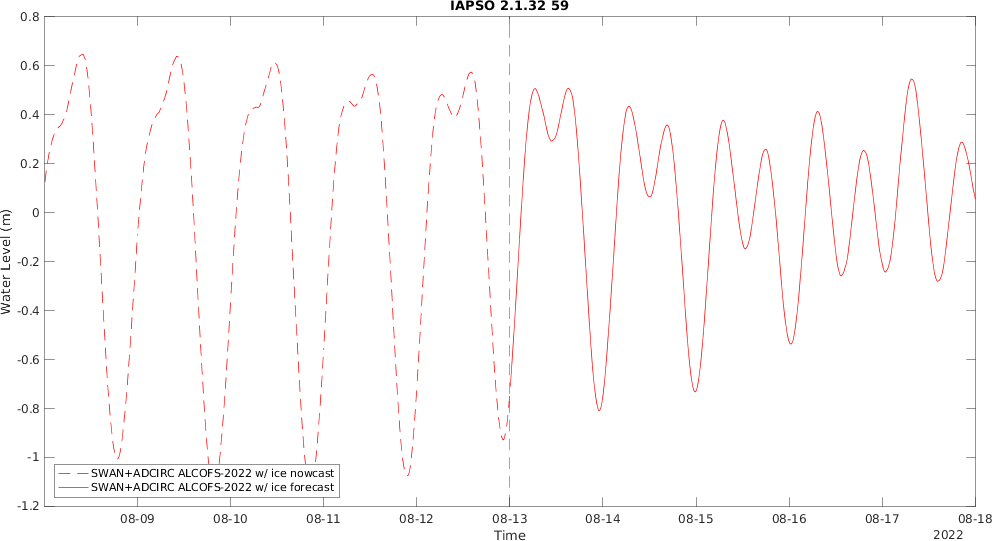 IAPSO 2.1.32 59
0.8
0.6
0.4
0.2
0
-0.2
-0.4
-0.6
-0.8
-1
-1.2
Water Level (m)
SWAN+ADCIRC ALCOFS-2022 w/ ice nowcast
SWAN+ADCIRC ALCOFS-2022 w/ ice forecast
08-09 08-10 08-11 08-12 08-13 08-14 08-15 08-16 08-17 08-18
Time
2022